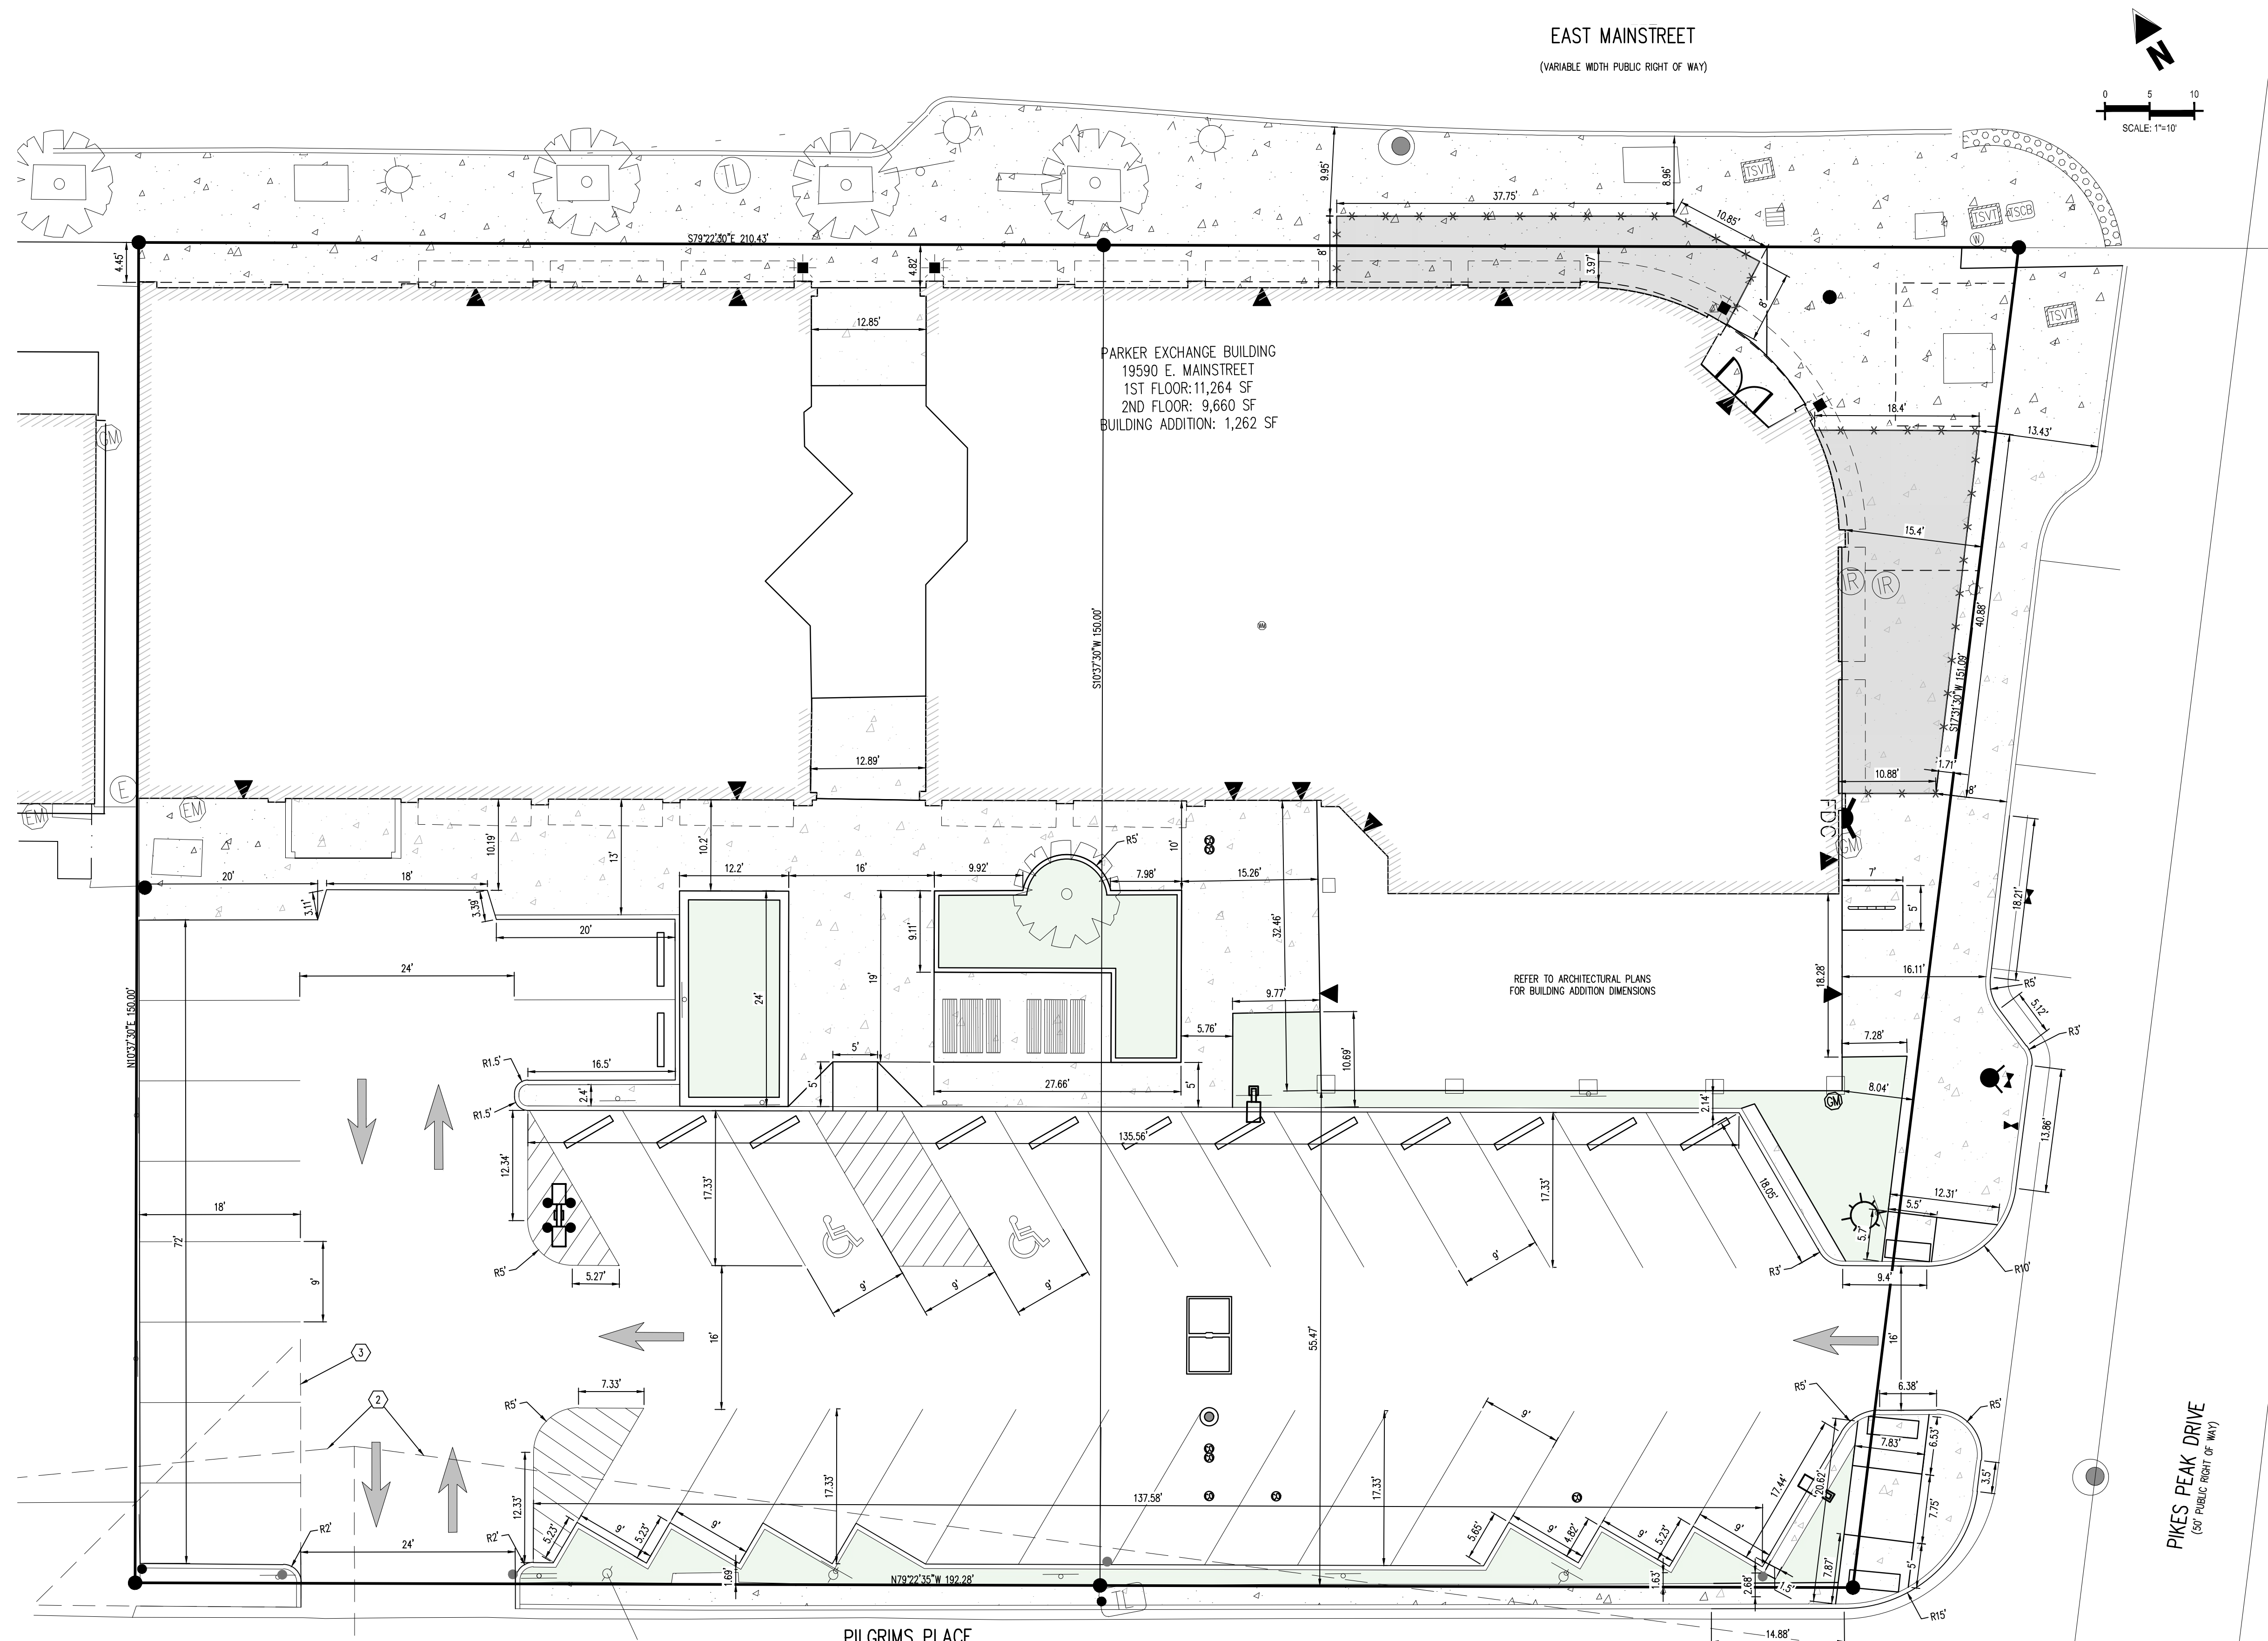 EAST MAINSTREET
(VARIABLE WIDTH PUBLIC RIGHT OF WAY)
N
0 5 10
SCALE: 1"=10'
TL
9.95'
8.96'
TSVT
TSVT
TSCB
W
37.75'
10.85'
S79°22'30"E 210.43'
4.45'
4.82'
8'
3.97'
8'
TSVT
12.85'
PARKER EXCHANGE BUILDING
19590 E. MAINSTREET
1ST FLOOR: 11,264 SF
2ND FLOOR: 9,660 SF
BUILDING ADDITION: 1,262 SF
18.4'
13.43'
GM
15.4'
IR
IR
40.88'
S10°37'30"W 150.00'
WM
S17°31'30"W 151.09'
12.89'
1.71'
10.88'
8'
E
EM
EM
FDC
GM
10.19'
13'
10.2'
10'
R5'
20'
18'
12.2'
16'
9.92'
7.98'
15.26'
7'
3.11'
3.39'
5'
18.21'
20'
9.11'
32.46'
24'
19'
24'
REFER TO ARCHITECTURAL PLANS
FOR BUILDING ADDITION DIMENSIONS
18.28'
16.11'
R5'
5.12'
R3'
9.77'
5.76'
N10°37'30"E 150.00'
R1.5'
16.5'
5'
10.69'
7.28'
2.4'
5'
27.66'
5'
8.04'
R1.5'
2.14'
GM
135.56'
13.86'
12.34'
17.33'
17.33'
18.05'
12.31'
5.5'
5.7'
18'
72'
9'
R5'
5.27'
9'
9'
9'
9'
R3'
9.4'
R10'
16'
55.47'
16'
3
2
7.33'
R5'
6.38'
R5'
R5'
9'
7.83'
6.53'
3.5'
17.33'
17.33'
17.44'
20.62'
7.75'
137.58'
12.33'
PIKES PEAK DRIVE
(50' PUBLIC RIGHT OF WAY)
R2'
24'
R2'
5.23'
9'
5.23'
9'
5.65'
9'
4.82'
9'
5.23'
9'
1.69'
N79°22'35"W 192.28'
1.63'
2.68'
1.5'
7.87'
5'
TL
R15'
PILGRIMS PLACE
14.88'